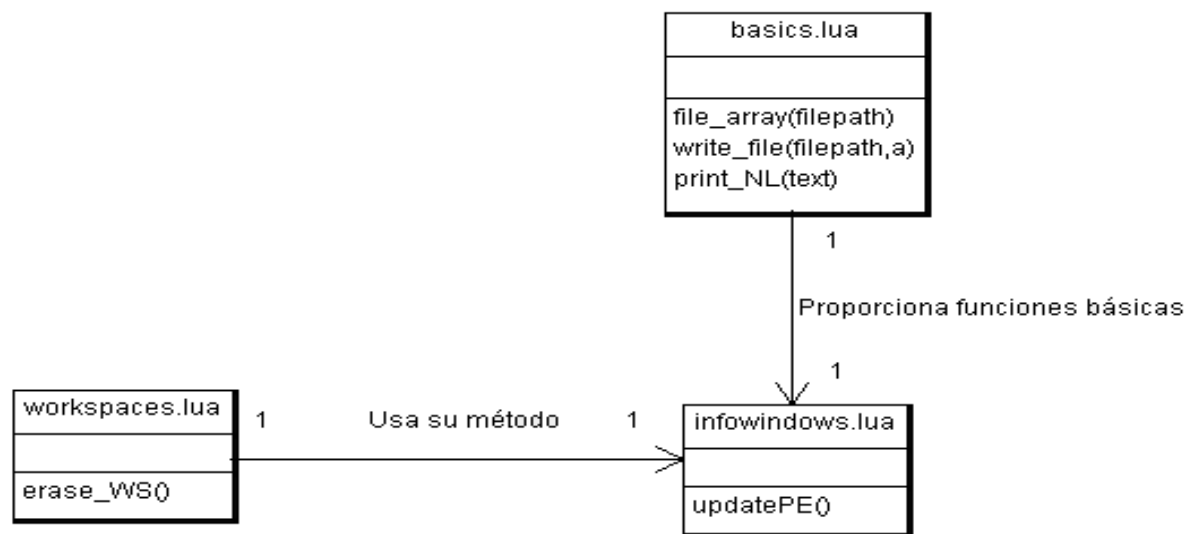 basics.lua
file_array(filepath)
write_file(filepath,a)
print_NL(text)
1
Proporciona funciones básicas
1
workspaces.lua
erase_WS()
1
Usa su método
1
infowindows.lua
updatePE()